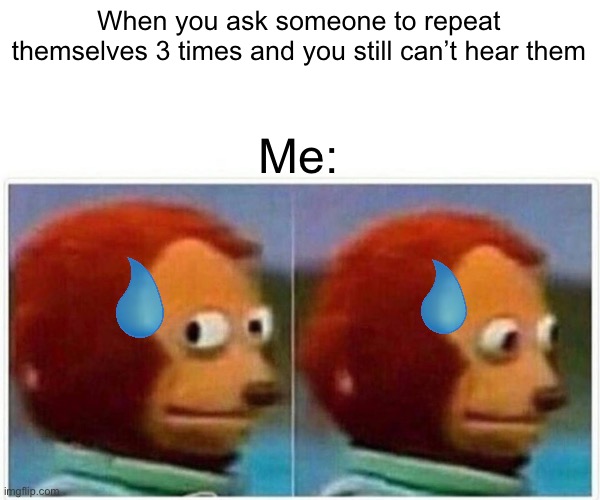 When you ask someone to repeat
themselves 3 times and you still can’t hear them
Me:
imgflip.com